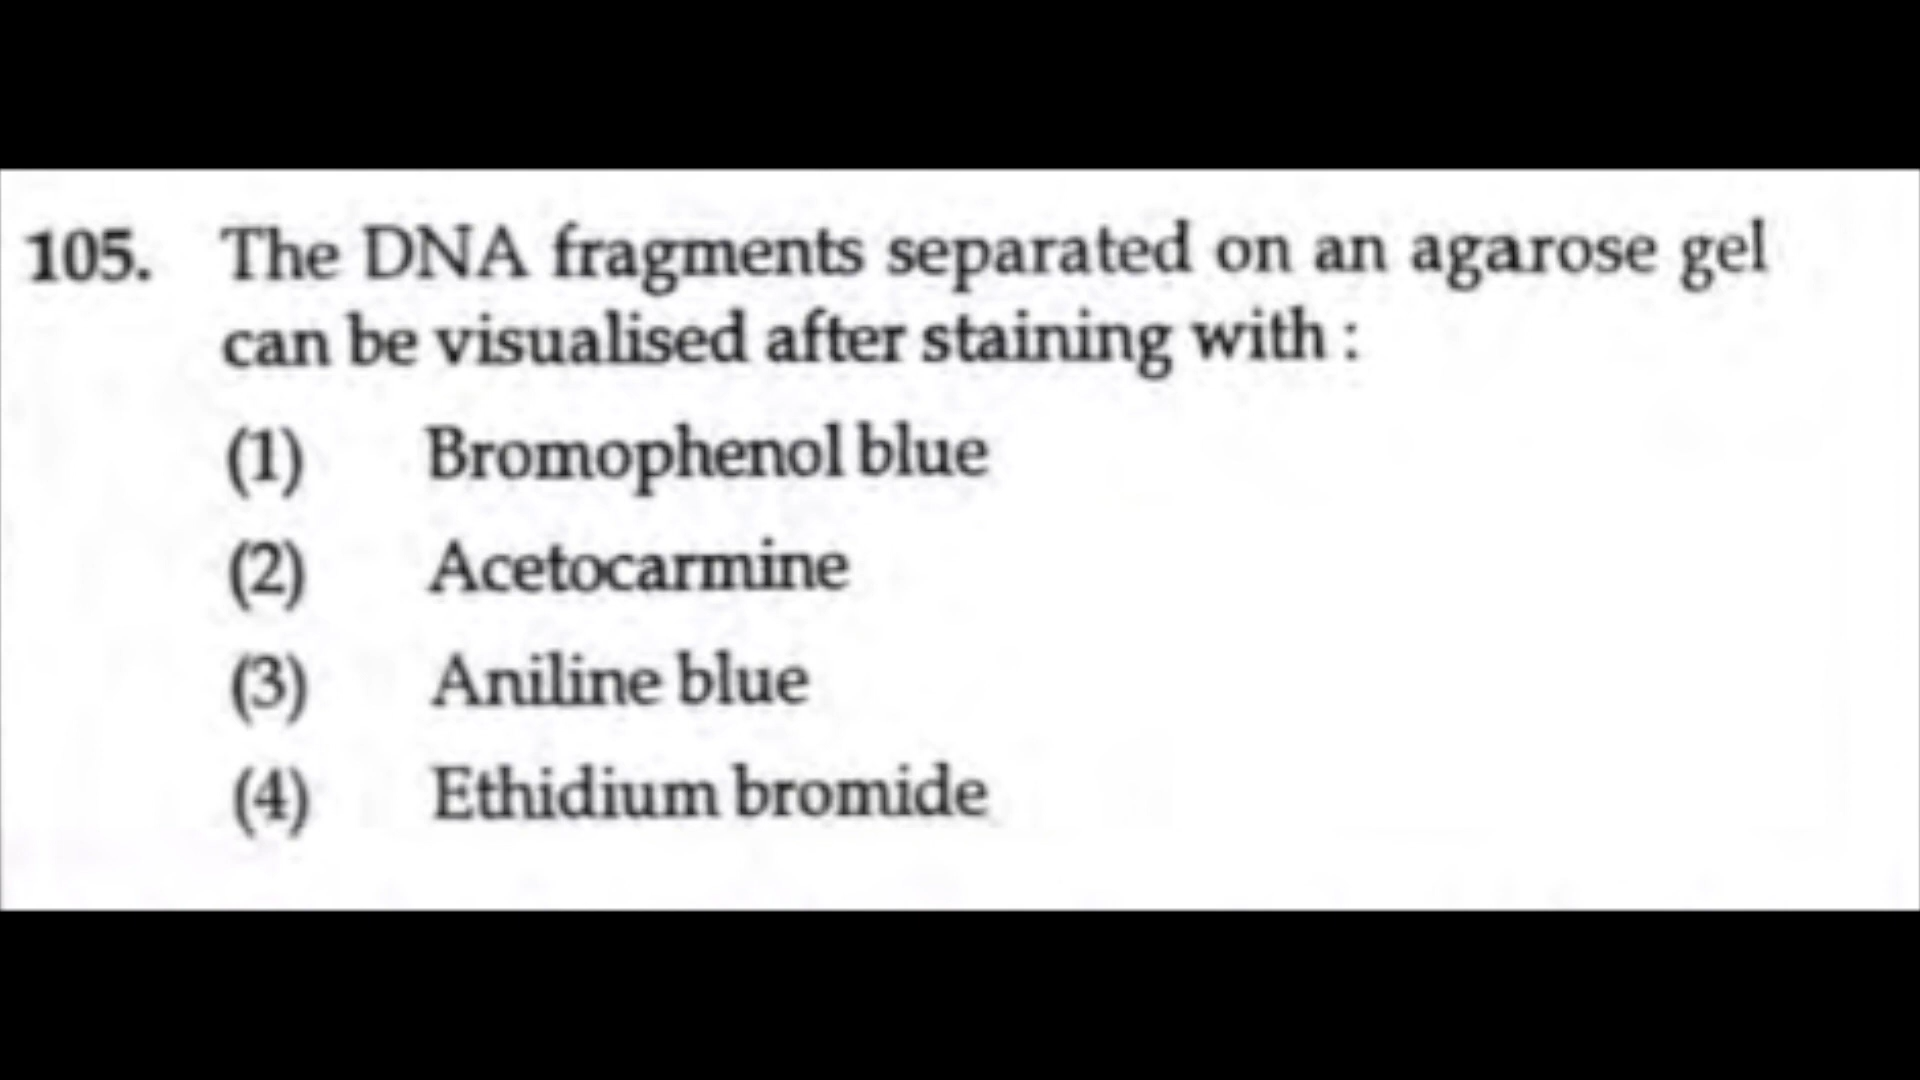 105. The DNA fragments separated on an agarose gel
can be visualised after staining with :
(1) Bromophenol blue
(2) Acetocarmine
(3) Aniline blue
(4) Ethidium bromide